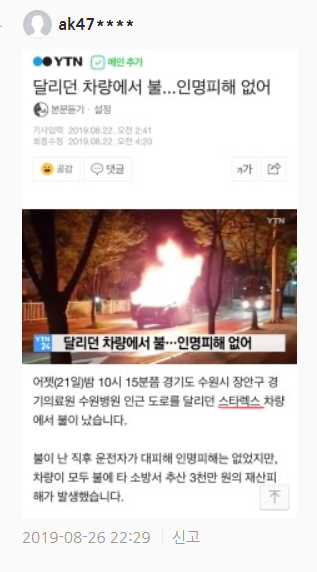 ak47****
YTN 메인 추가
달리던 차량에서 불...인명피해 없어
본문듣기 · 설정
기사입력 2019.08.22. 오전 2:41
최종수정 2019.08.22. 오전 4:20
공감 댓글 가가
YTN
YTN 24 달리던 차량에서 불…인명피해 없어
어젯(21일)밤 10시 15분쯤 경기도 수원시 장안구 경
기의료원 수원병원 인근 도로를 달리던 스타렉스 차량
에서 불이 났습니다.
불이 난 직후 운전자가 대피해 인명피해는 없었지만,
차량이 모두 불에 타 소방서 추산 3천만 원의 재산피
해가 발생했습니다.
2019-08-26 22:29 신고